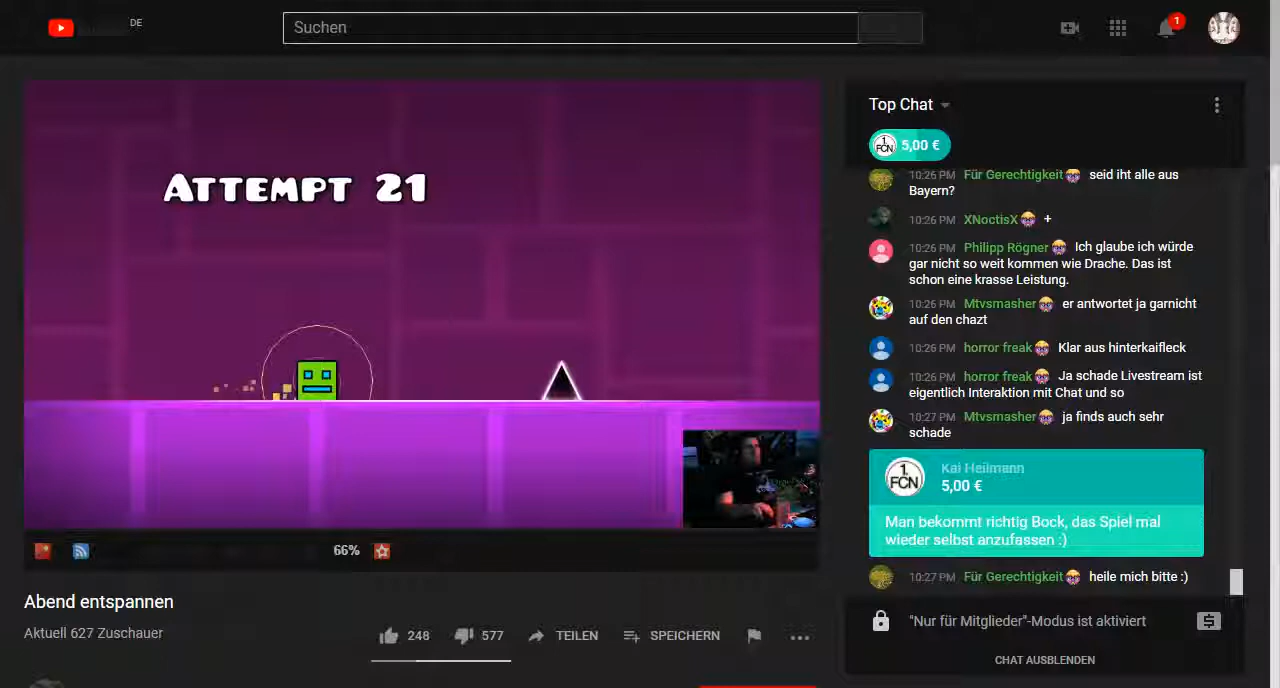 DE
Suchen
1
ATTEMPT 21
66%
Abend entspannen
Aktuell 627 Zuschauer
248
577
TEILEN
SPEICHERN
Top Chat
1. FCN 5,00 €
10:26 PM Für Gerechtigkeit seid iht alle aus
Bayern?
10:26 PM XNoctisX +
10:26 PM Philipp Rögner Ich glaube ich würde
gar nicht so weit kommen wie Drache. Das ist
schon eine krasse Leistung.
10:26 PM Mtvsmasher er antwortet ja garnicht
auf den chazt
10:26 PM horror freak Klar aus hinterkaifleck
10:26 PM horror freak Ja schade Livestream ist
eigentlich Interaktion mit Chat und so
10:27 PM Mtvsmasher ja finds auch sehr
schade
1. FCN
Kai Heilmann
5,00 €
Man bekommt richtig Bock, das Spiel mal
wieder selbst anzufassen :)
10:27 PM Für Gerechtigkeit heile mich bitte :)
"Nur für Mitglieder"-Modus ist aktiviert
CHAT AUSBLENDEN